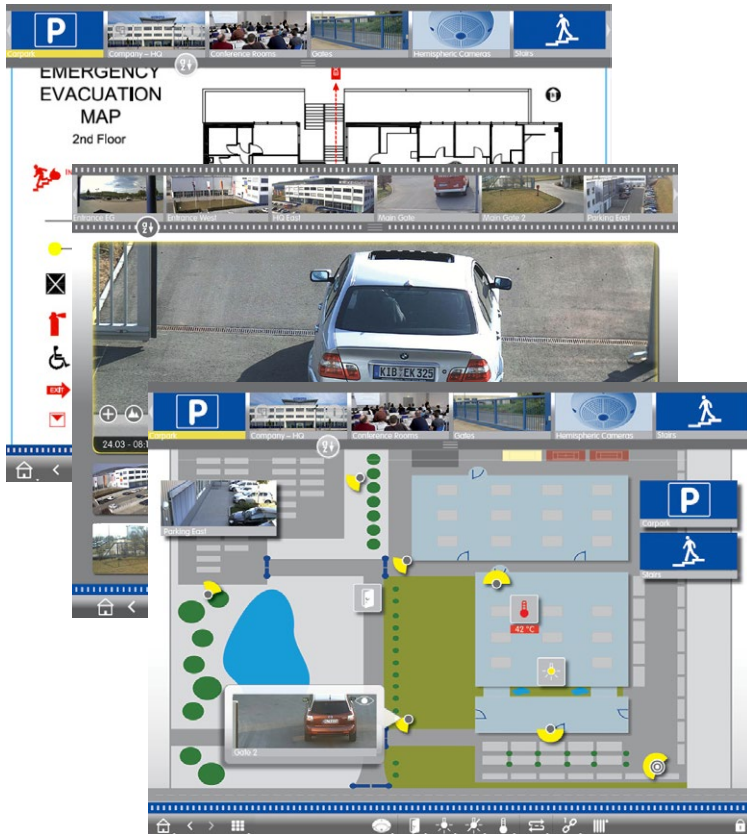 P
Carpark
Company – HQ
Conference Rooms
Gates
Hemispheric Cameras
Stairs
EMERGENCY
EVACUATION
MAP
2nd Floor
Entrance EG
Entrance West
HQ East
Main Gate
Main Gate 2
Parking East
EXIT
KIB EK 325
24.03 - 08:1
P
Carpark
Company – HQ
Conference Rooms
Gates
Hemispheric Cameras
Stairs
Parking East
P
Carpark
Stairs
42 °C
Gate 2